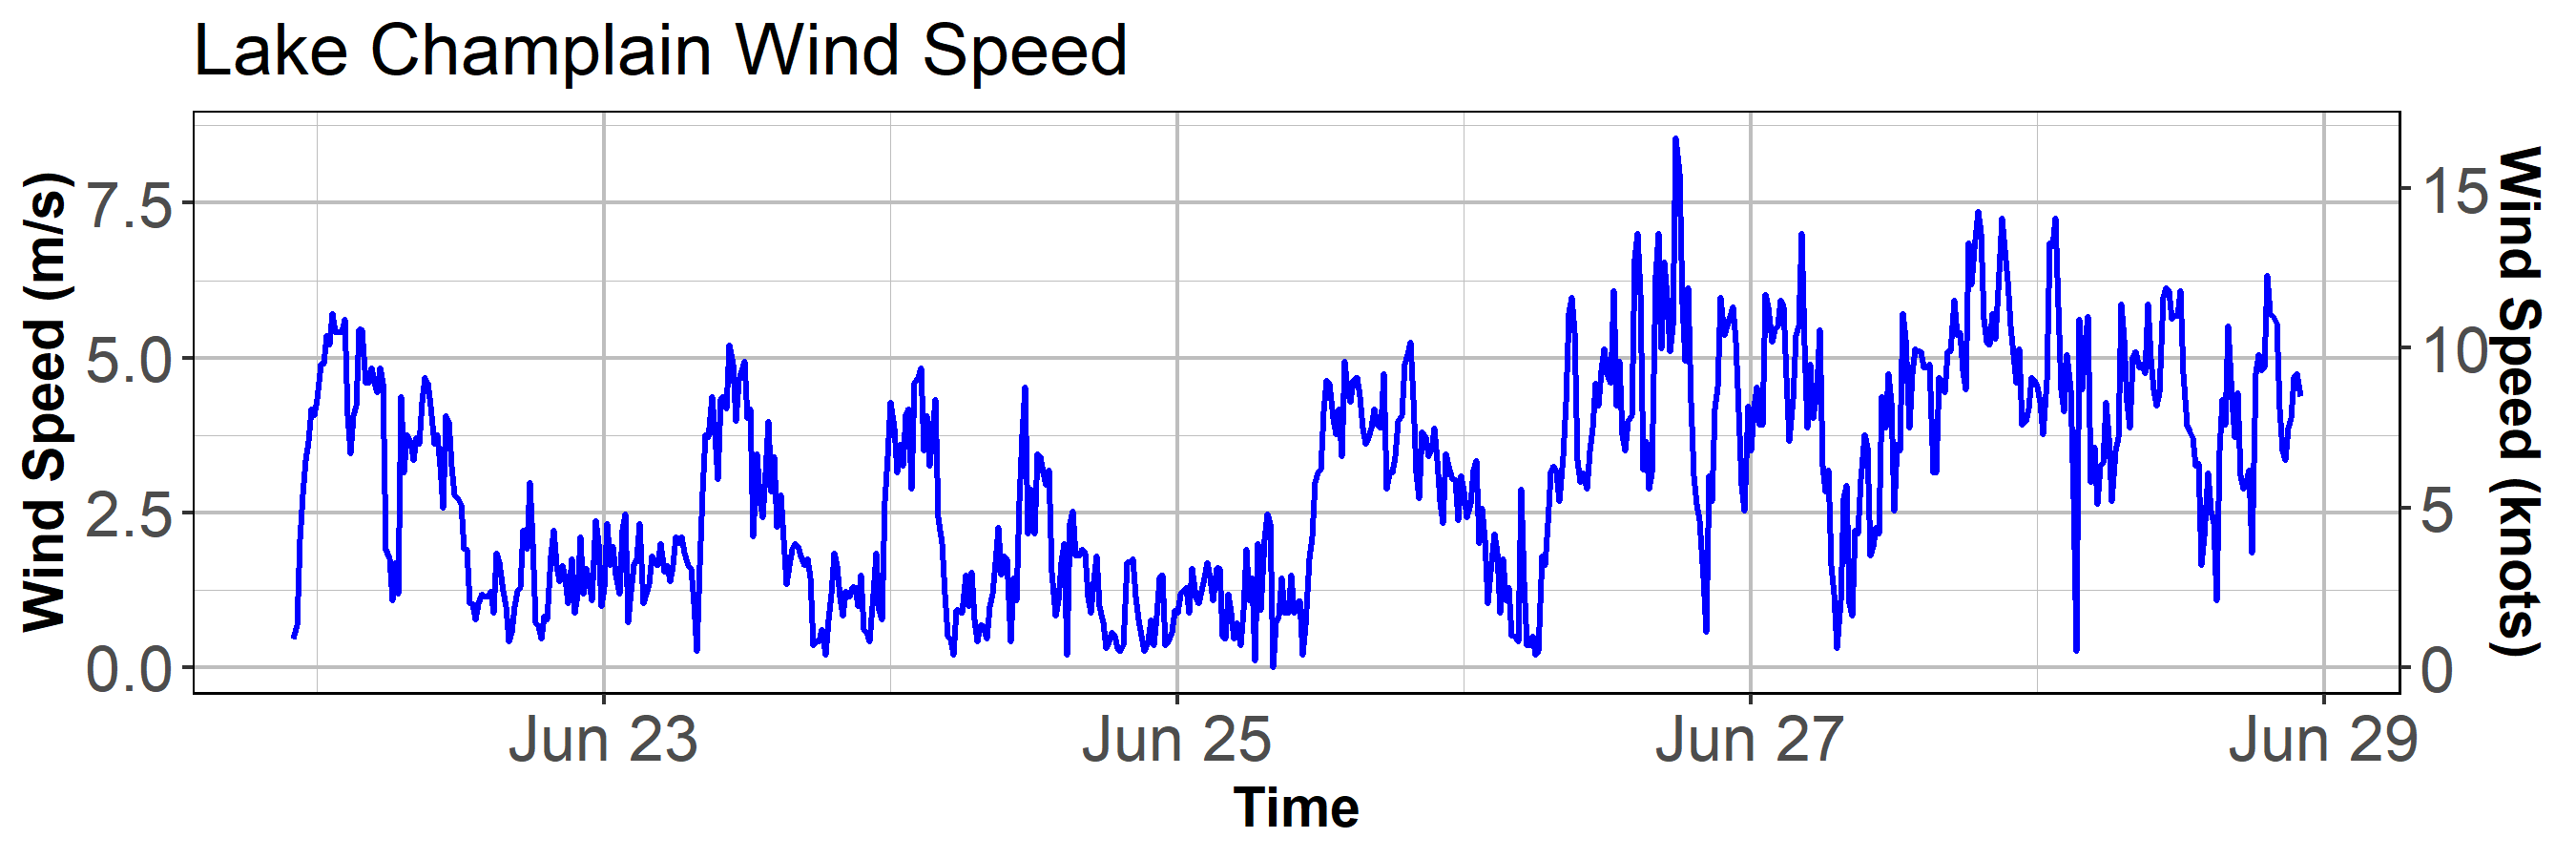 Lake Champlain Wind Speed
Wind Speed (m/s)
7.5
5.0
2.5
0.0
15
10
5
0
Wind Speed (knots)
Jun 23
Jun 25
Jun 27
Jun 29
Time